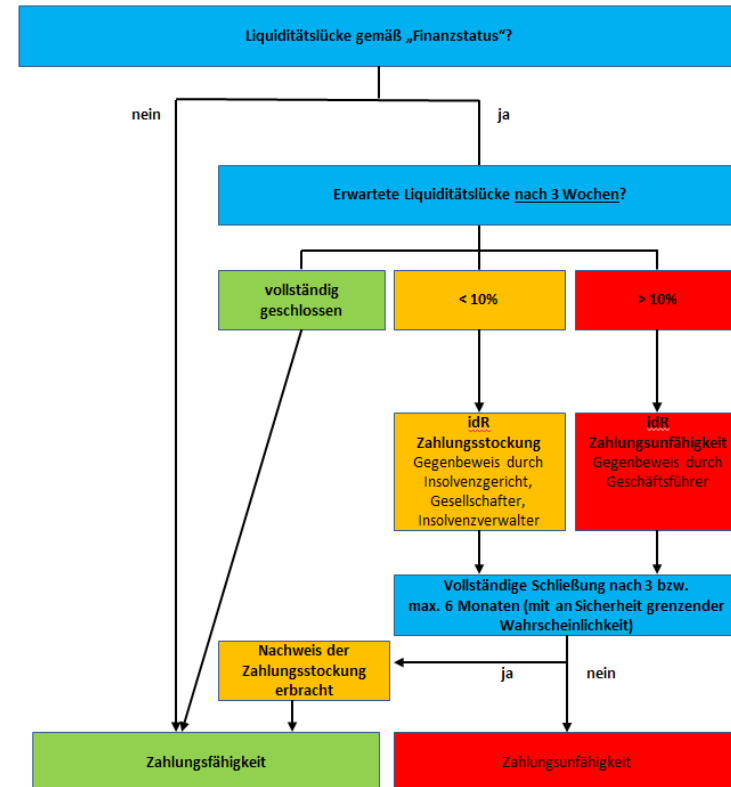 Liquiditätslücke gemäß „Finanzstatus“?
nein
ja
Erwartete Liquiditätslücke nach 3 Wochen?
vollständig
geschlossen
< 10%
> 10%
idR
Zahlungsstockung
Gegenbeweis durch
Insolvenzgericht,
Gesellschafter,
Insolvenzverwalter
idR
Zahlungsunfähigkeit
Gegenbeweis durch
Geschäftsführer
Vollständige Schließung nach 3 bzw.
max. 6 Monaten (mit an Sicherheit grenzender
Wahrscheinlichkeit)
Nachweis der
Zahlungsstockung
erbracht
ja
nein
Zahlungsfähigkeit
Zahlungsunfähigkeit